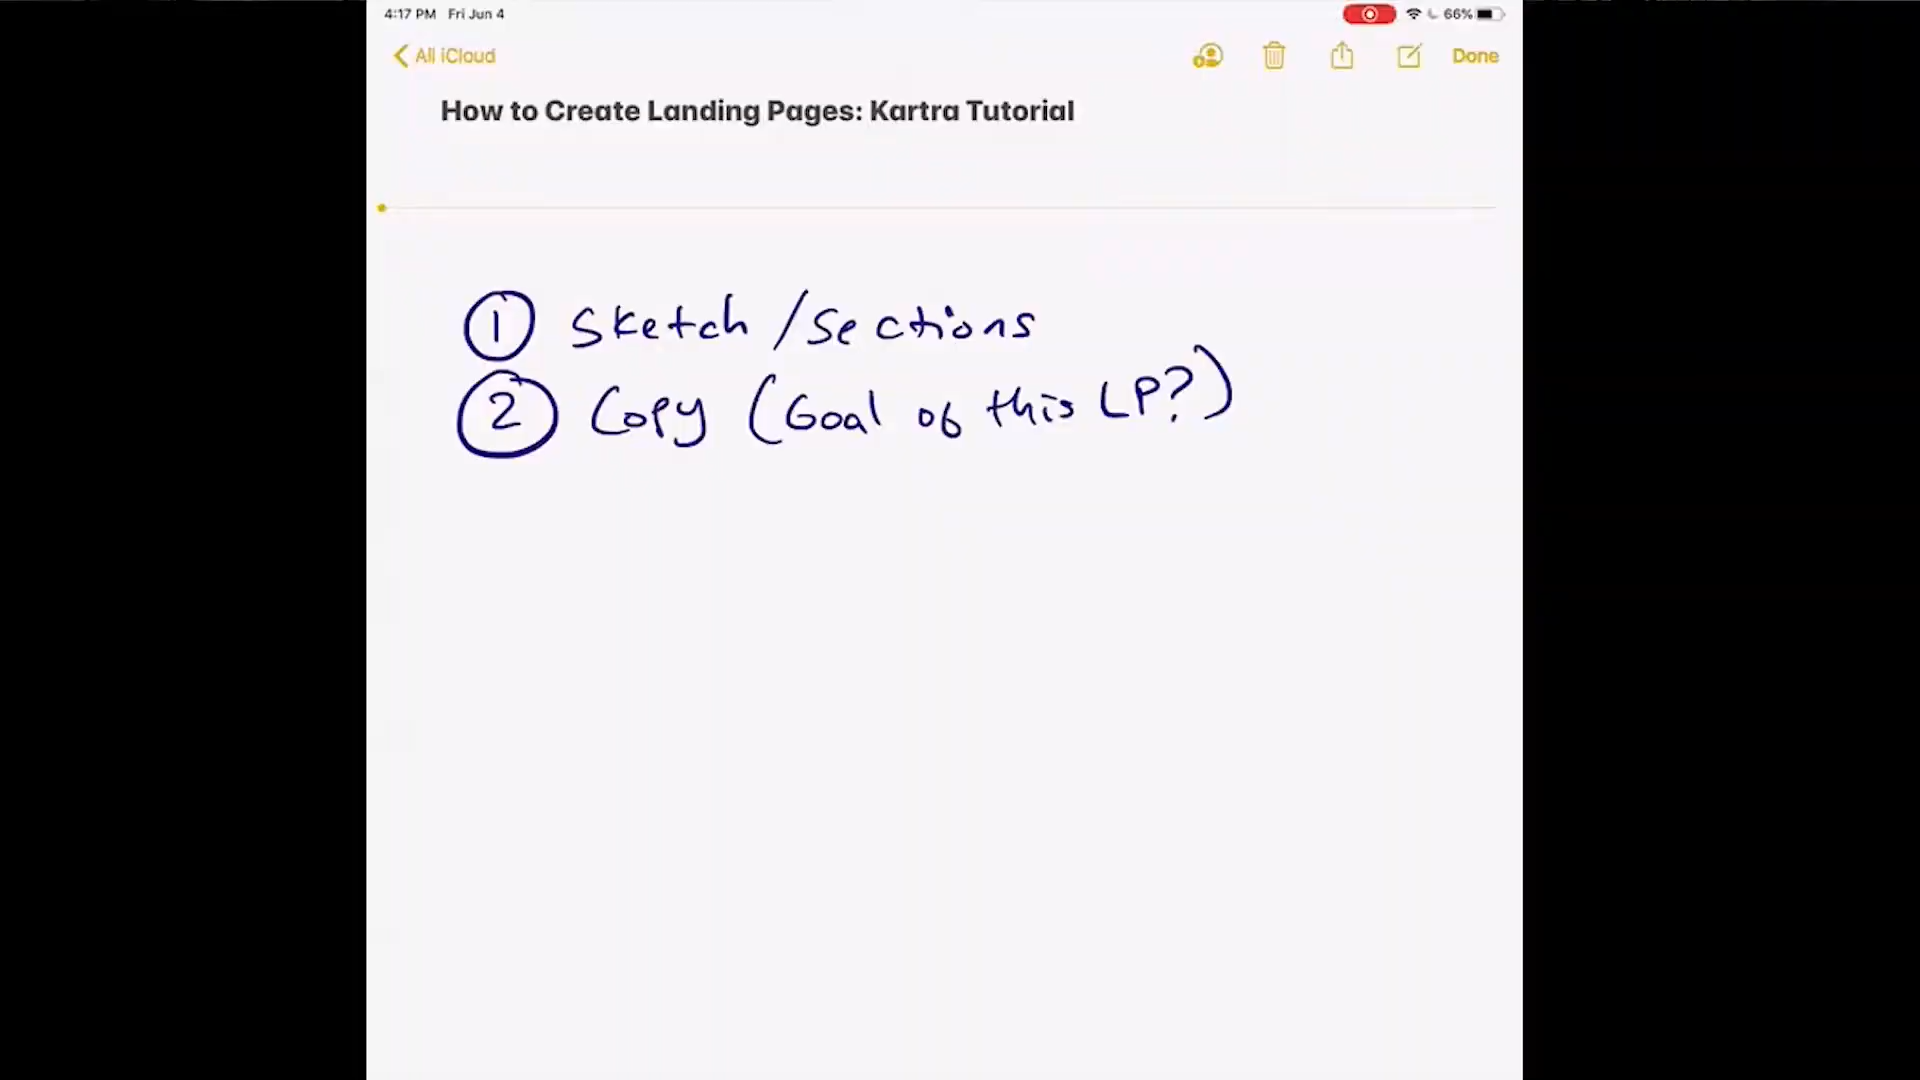 4:17 PM Fri Jun 4 66%
All iCloud Done
How to Create Landing Pages: Kartra Tutorial
1 Sketch / Sections
2 Copy (Goal of this LP?)